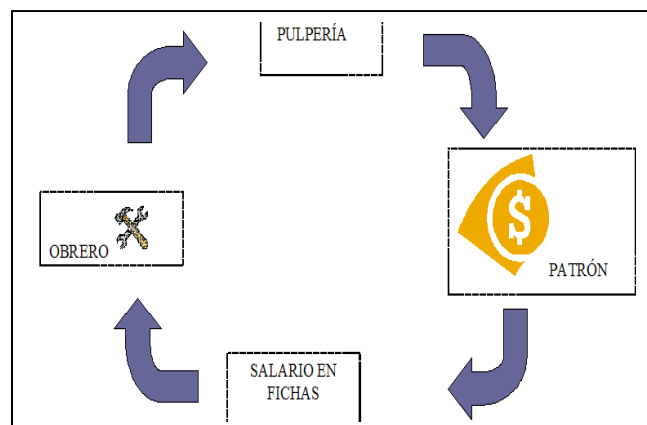 PULPERÍA
$
OBRERO
PATRÓN
SALARIO EN
FICHAS